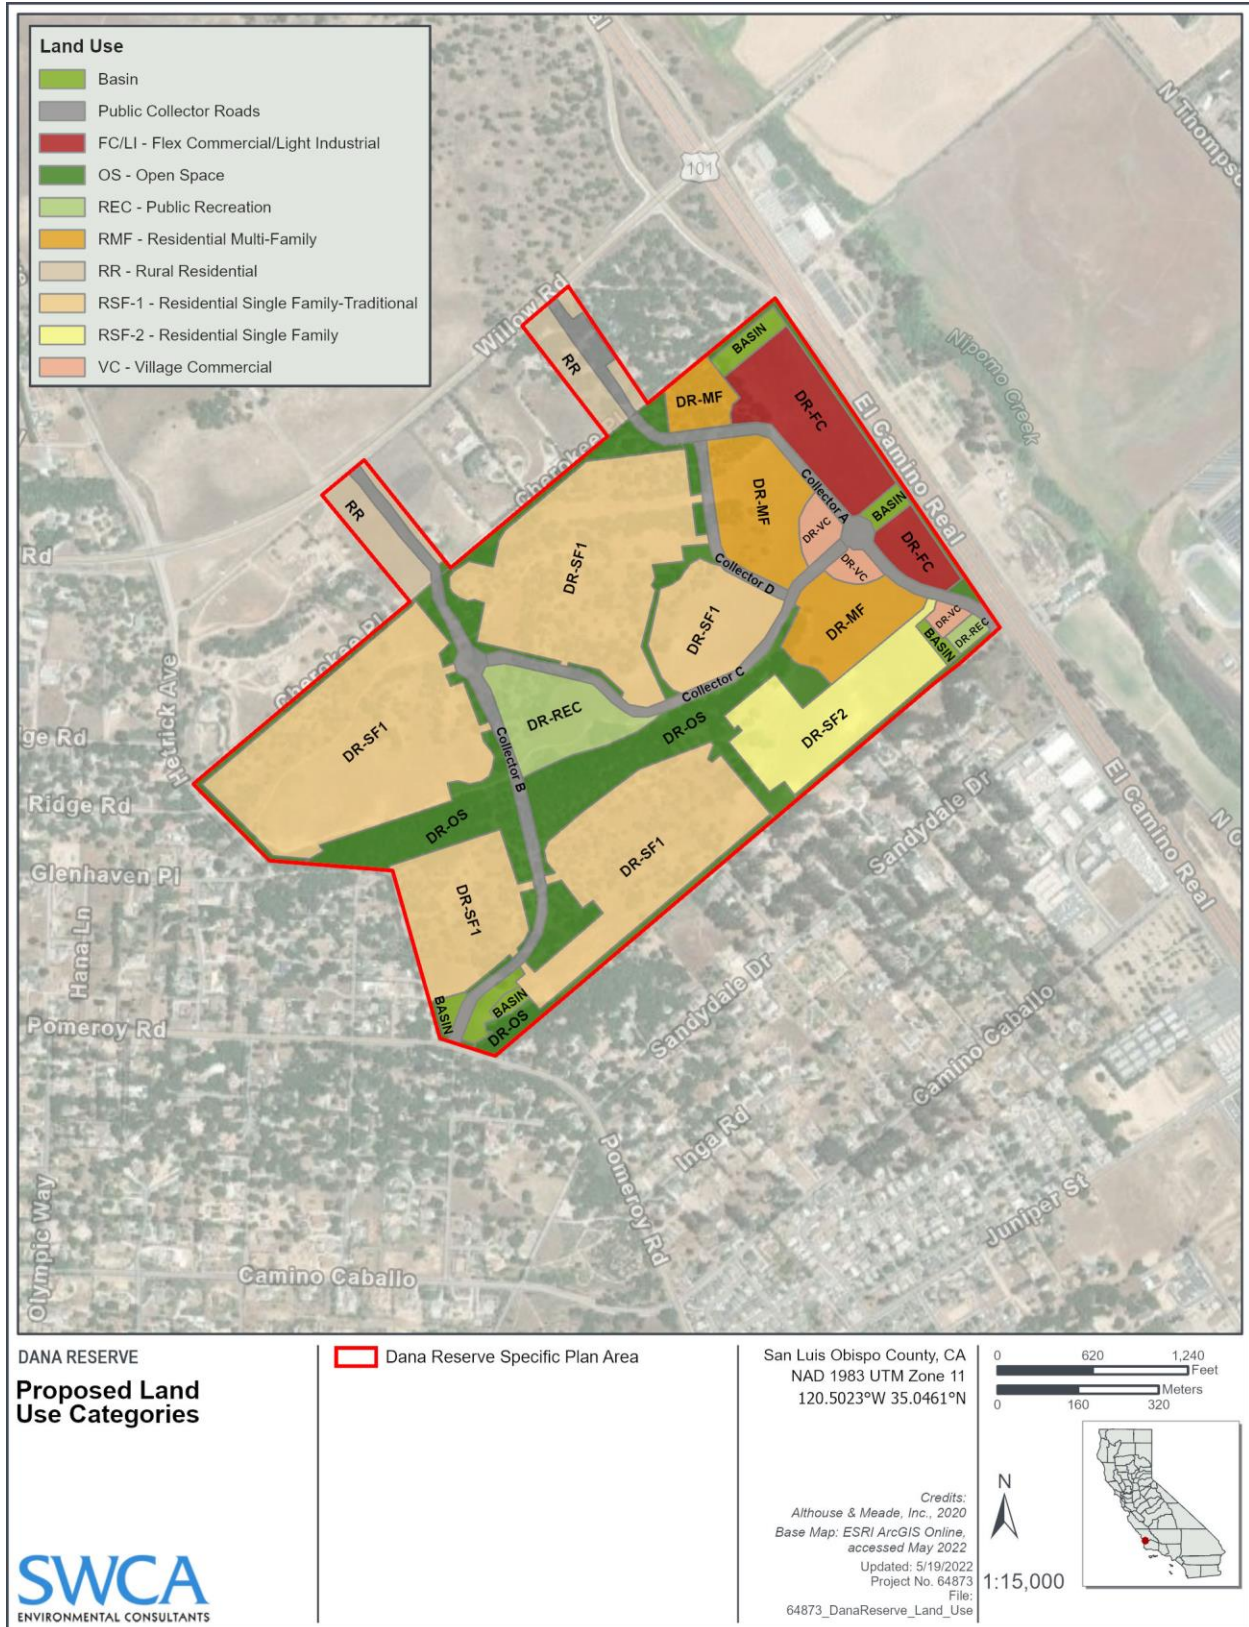 Land Use
Basin
Public Collector Roads
FC/LI - Flex Commercial/Light Industrial
OS - Open Space
REC - Public Recreation
RMF - Residential Multi-Family
RR - Rural Residential
RSF-1 - Residential Single Family-Traditional
RSF-2 - Residential Single Family
VC - Village Commercial
101
N Thomps
Willow Rd
Nipomo Creek
El Camino Real
BASIN
RR
DR-MF
DR-FC
Cherokee
Collector A
BASIN
RR
DR-MF
DR-VC
DR-FC
DR-SF1
DR-VC
Collector D
Rd
DR-SF1
DR-MF
DR-VC
DR-REC
BASIN
Cherokee Pl
Hetrick Ave
Collector C
DR-REC
DR-OS
DR-SF2
DR-SF1
Collector B
ge Rd
El Camino Real
Ridge Rd
Sandydale Dr
DR-OS
DR-SF1
Glenhaven Pl
DR-SF1
Hana Ln
BASIN
BASIN
DR-OS
Pomeroy Rd
Sandydale Dr
Camino Caballo
Inga Rd
Pomeroy Rd
Juniper St
Olympic Way
Camino Caballo
DANA RESERVE
Proposed Land
Use Categories
SWCA
ENVIRONMENTAL CONSULTANTS
Dana Reserve Specific Plan Area
San Luis Obispo County, CA
NAD 1983 UTM Zone 11
120.5023°W 35.0461°N
Credits:
Althouse & Meade, Inc., 2020
Base Map: ESRI ArcGIS Online,
accessed May 2022
Updated: 5/19/2022
Project No. 64873
File:
64873_DanaReserve_Land_Use
0 620 1,240
Feet
Meters
0 160 320
N
1:15,000